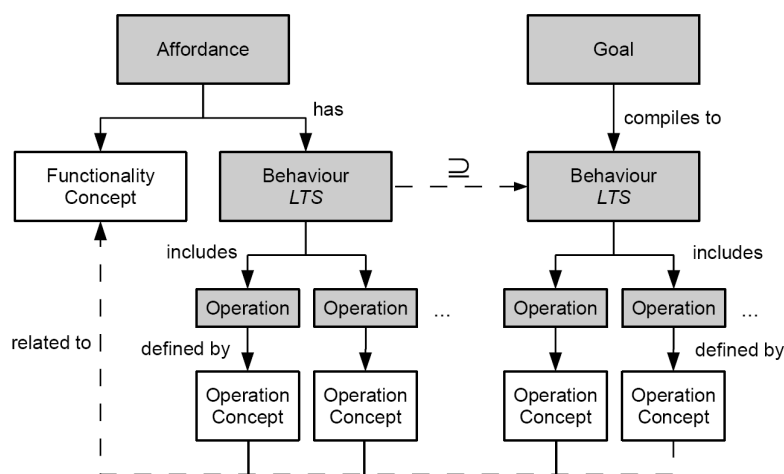 Affordance
Goal
has
compiles to
Functionality
Concept
Behaviour
LTS
⊇
Behaviour
LTS
includes
includes
Operation
Operation
...
Operation
Operation
...
related to
defined by
defined by
Operation
Concept
Operation
Concept
Operation
Concept
Operation
Concept